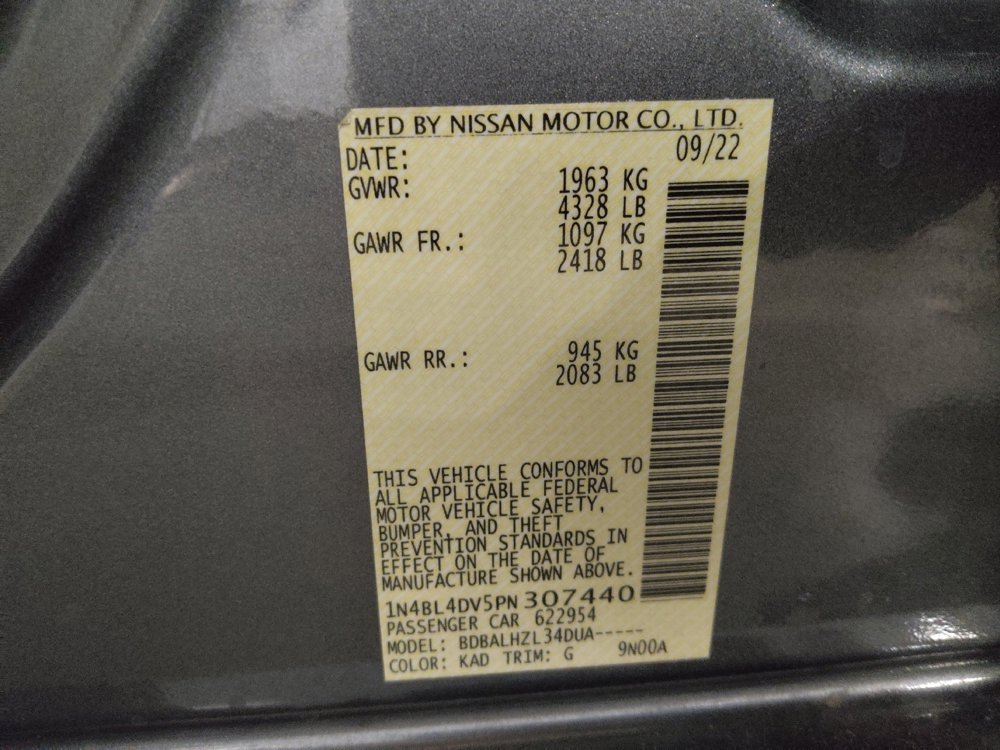 MFD BY NISSAN MOTOR CO., LTD.
DATE: 09/22
GVWR: 1963 KG
4328 LB
GAWR FR.: 1097 KG
2418 LB
GAWR RR.: 945 KG
2083 LB
THIS VEHICLE CONFORMS TO
ALL APPLICABLE FEDERAL
MOTOR VEHICLE SAFETY,
BUMPER, AND THEFT
PREVENTION STANDARDS IN
EFFECT ON THE DATE OF
MANUFACTURE SHOWN ABOVE.
1N4BL4DV5PN307440
PASSENGER CAR 622954
MODEL: BDBALHZL34DUA-----
COLOR: KAD TRIM: G 9N00A